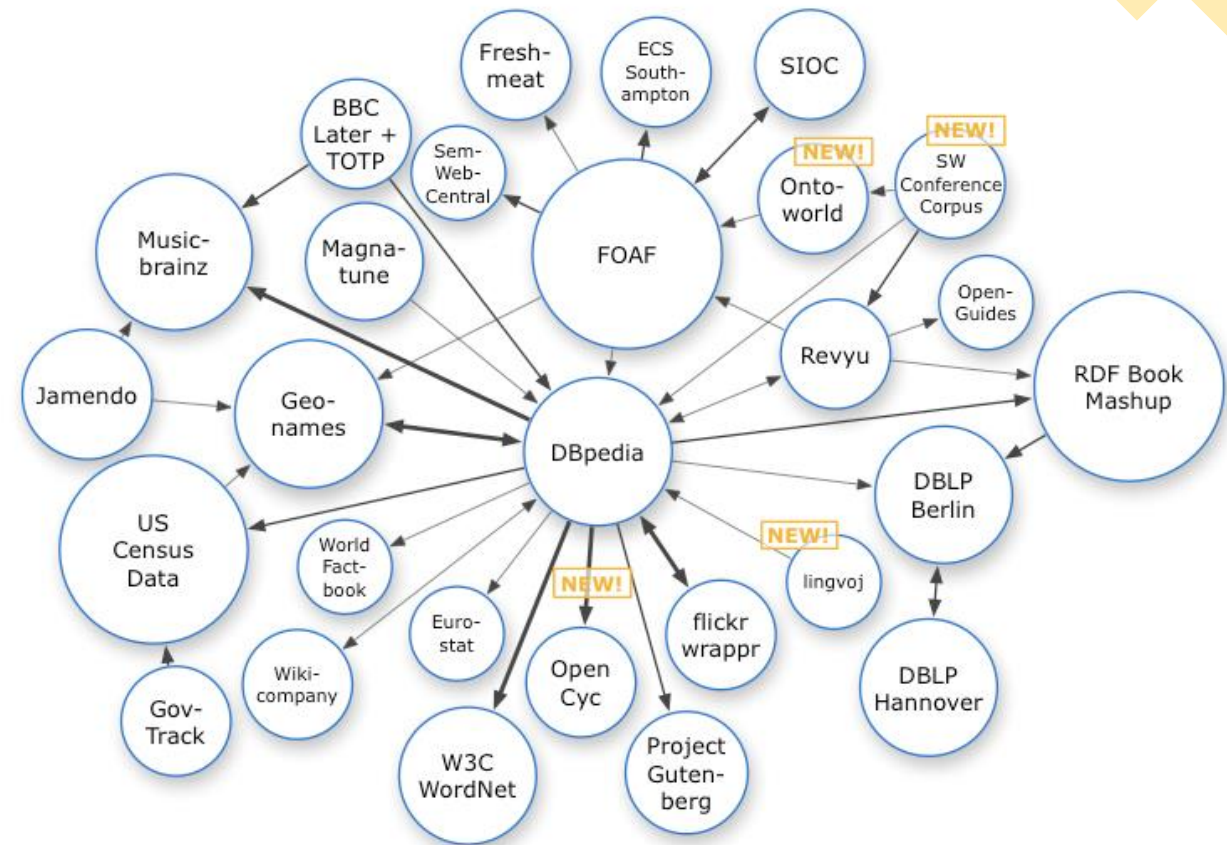 Fresh-
meat
ECS
South-
ampton
SIOC
BBC
Later +
TOTP
NEW!
NEW!
Sem-
Web-
Central
Onto-
world
SW
Conference
Corpus
Music-
brainz
Magna-
tune
FOAF
Open-
Guides
Revyu
RDF Book
Mashup
Jamendo
Geo-
names
DBpedia
DBLP
Berlin
US
Census
Data
World
Fact-
book
NEW!
NEW!
lingvoj
Euro-
stat
flickr
wrappr
Wiki-
company
Open
Cyc
DBLP
Hannover
Gov-
Track
W3C
WordNet
Project
Guten-
berg